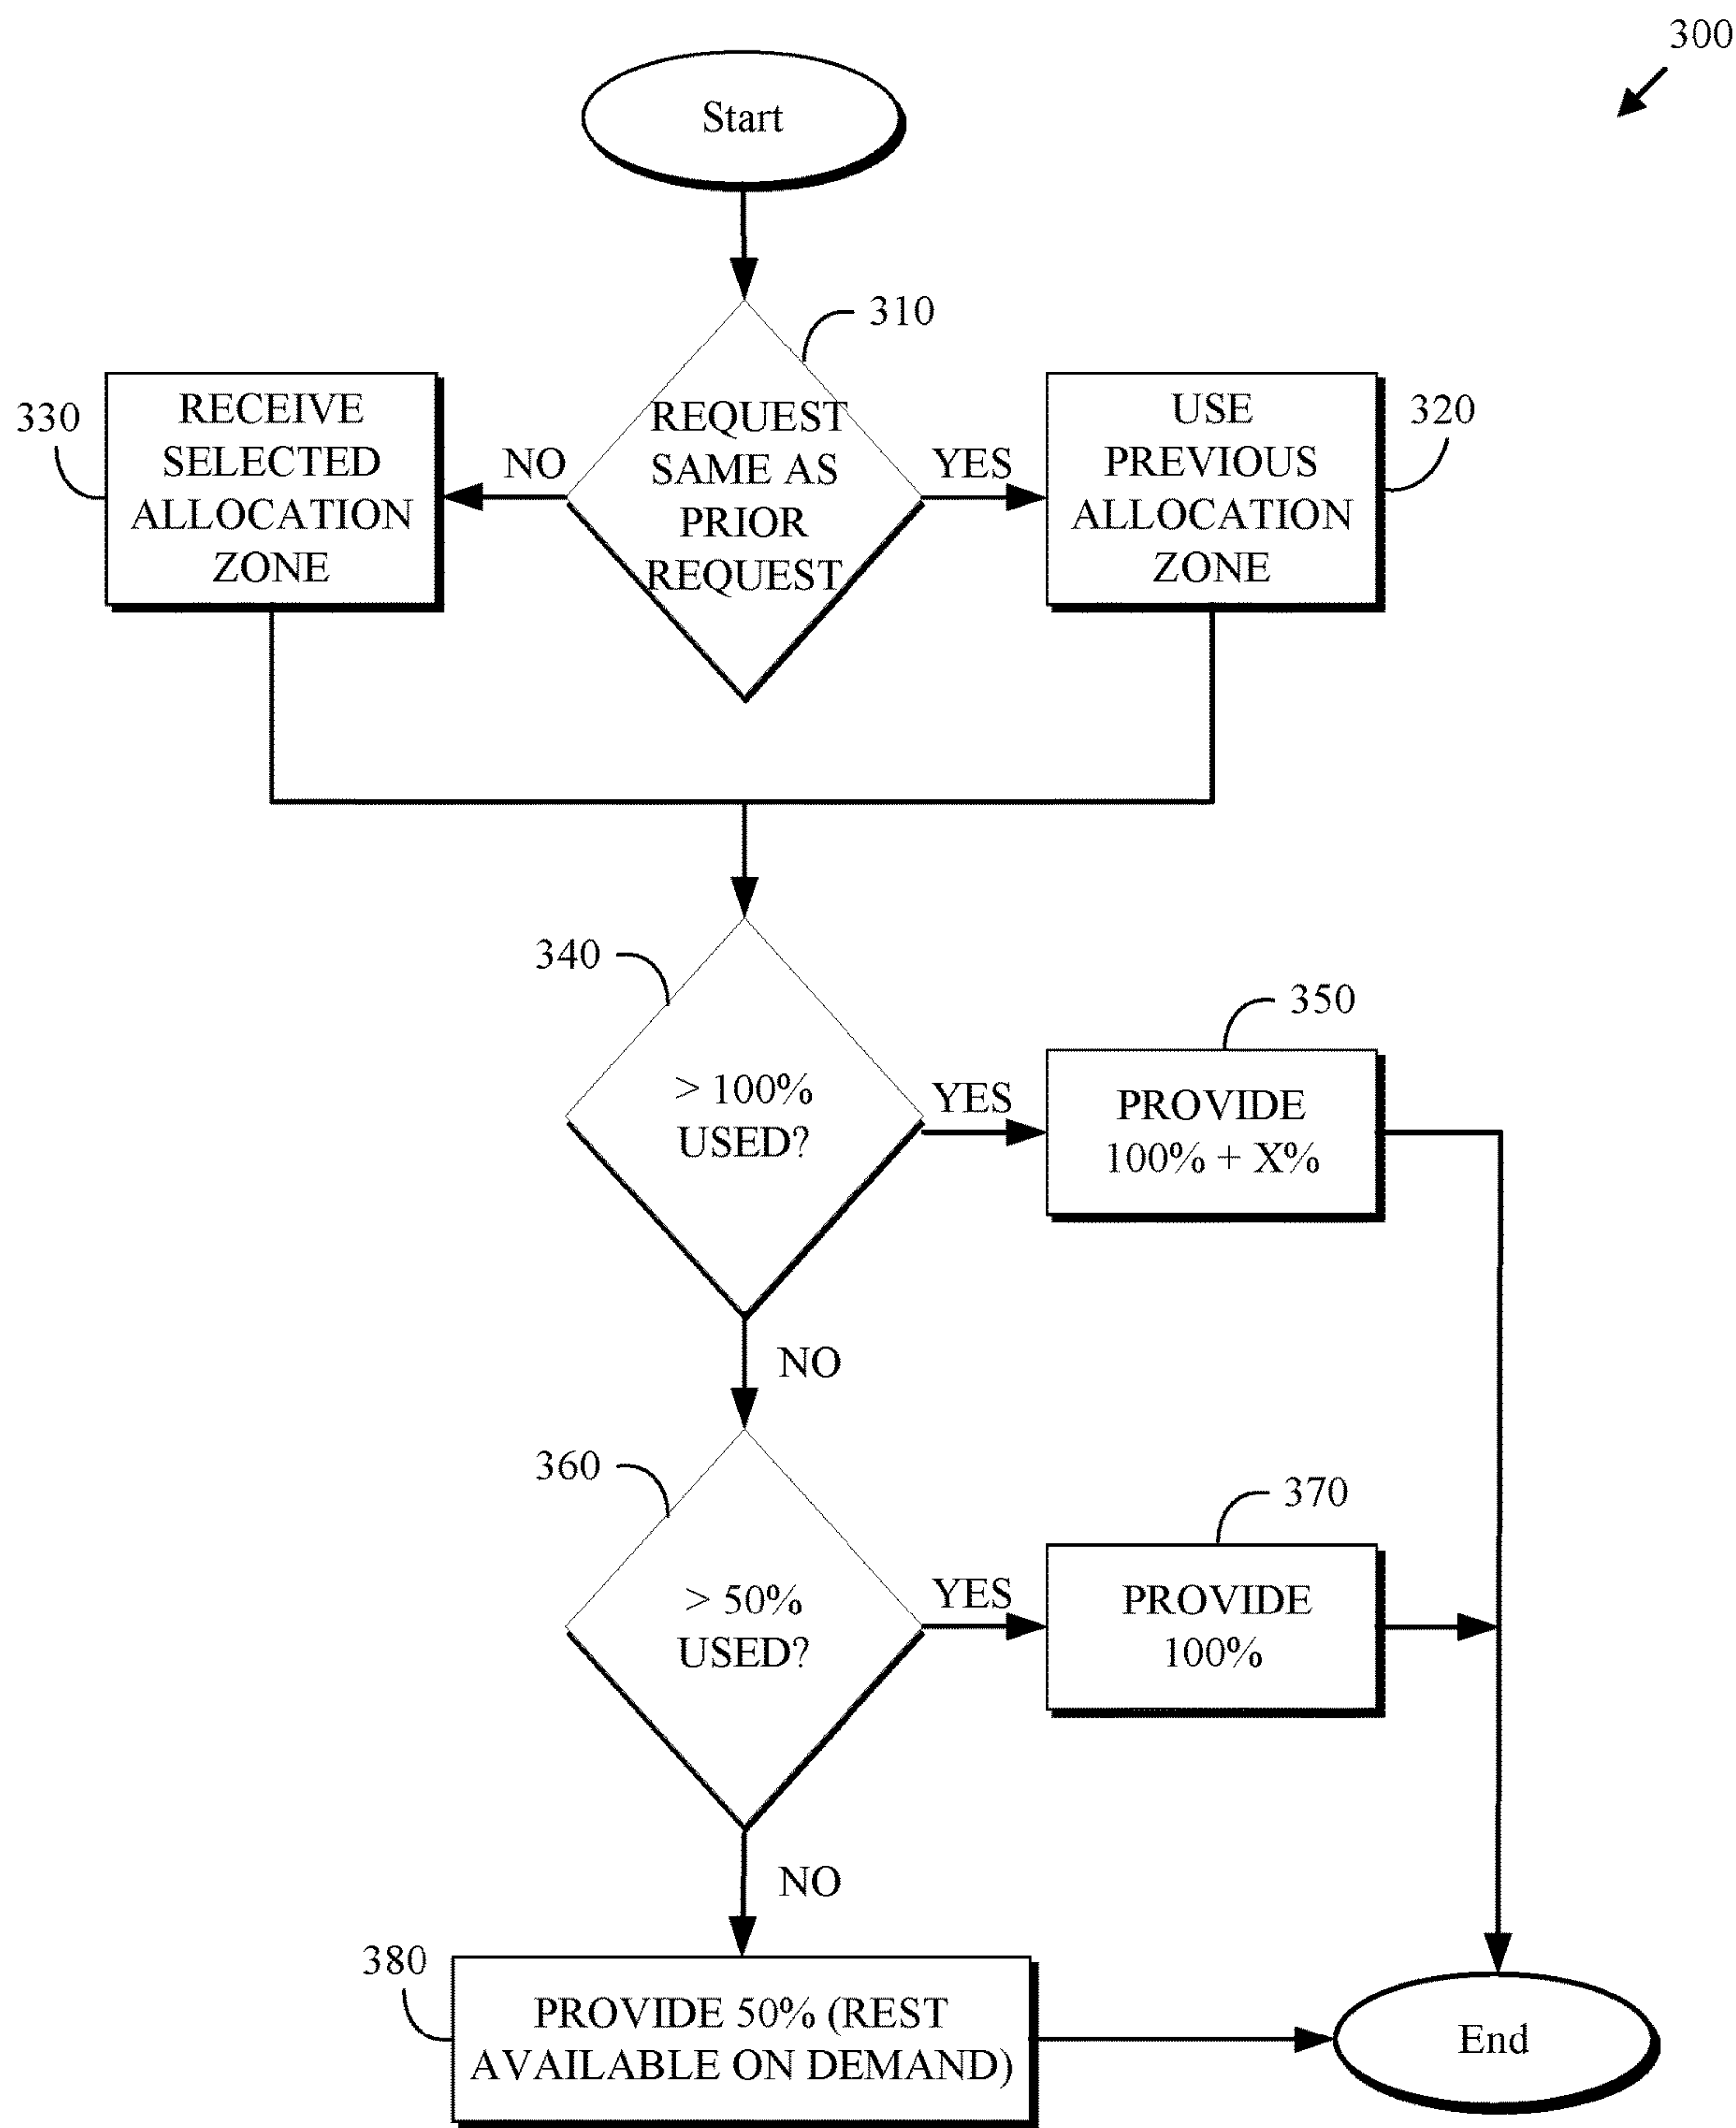 300
Start
310
330
RECEIVE
SELECTED
ALLOCATION
ZONE
NO
REQUEST
SAME AS
PRIOR
REQUEST
YES
USE
PREVIOUS
ALLOCATION
ZONE
320
340
> 100%
USED?
YES
350
PROVIDE
100% + X%
NO
360
> 50%
USED?
YES
370
PROVIDE
100%
NO
380
PROVIDE 50% (REST
AVAILABLE ON DEMAND)
End